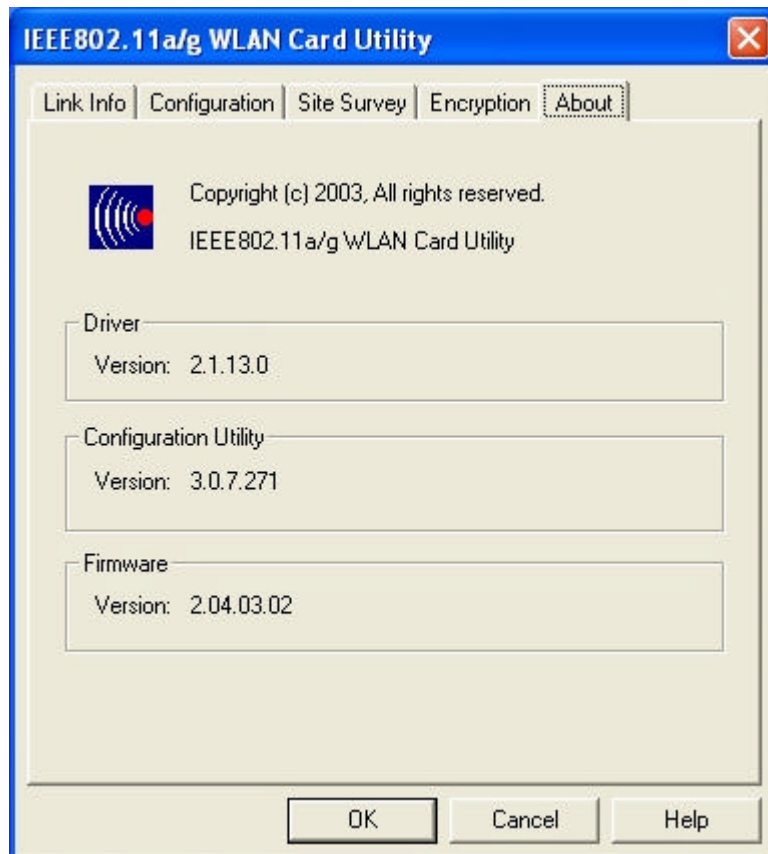 IEEE802.11a/g WLAN Card Utility
Link Info Configuration Site Survey Encryption About
Copyright (c) 2003, All rights reserved.
IEEE802.11a/g WLAN Card Utility
Driver
Version: 2.1.13.0
Configuration Utility
Version: 3.0.7.271
Firmware
Version: 2.04.03.02
OK Cancel Help